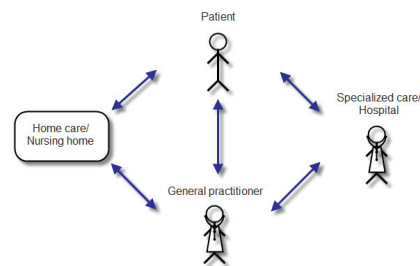 Patient
Specialized care/
Hospital
Home care/
Nursing home
General practitioner